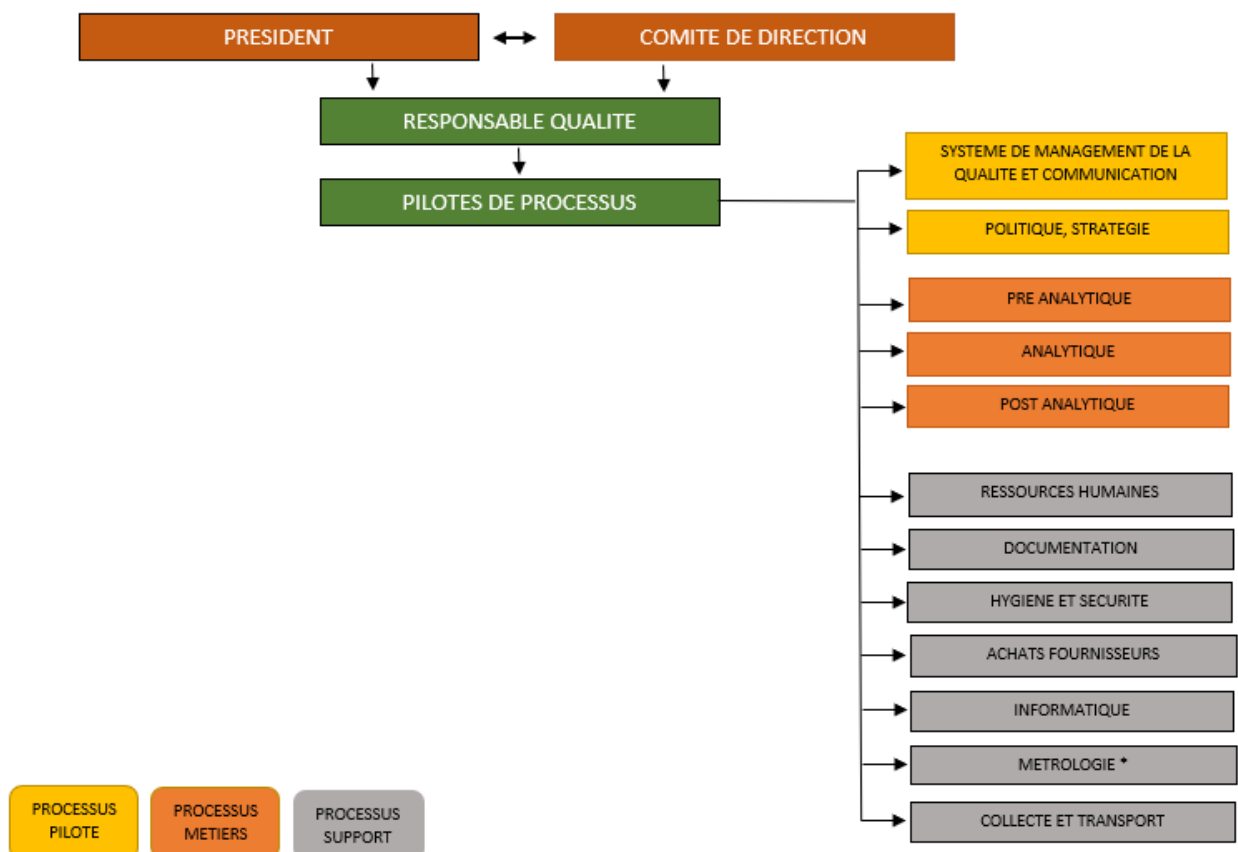 PRESIDENT
COMITE DE DIRECTION
RESPONSABLE QUALITE
PILOTES DE PROCESSUS
SYSTEME DE MANAGEMENT DE LA
QUALITE ET COMMUNICATION
POLITIQUE, STRATEGIE
PRE ANALYTIQUE
ANALYTIQUE
POST ANALYTIQUE
RESSOURCES HUMAINES
DOCUMENTATION
HYGIENE ET SECURITE
ACHATS FOURNISSEURS
INFORMATIQUE
METROLOGIE *
COLLECTE ET TRANSPORT
PROCESSUS
PILOTE
PROCESSUS
METIERS
PROCESSUS
SUPPORT